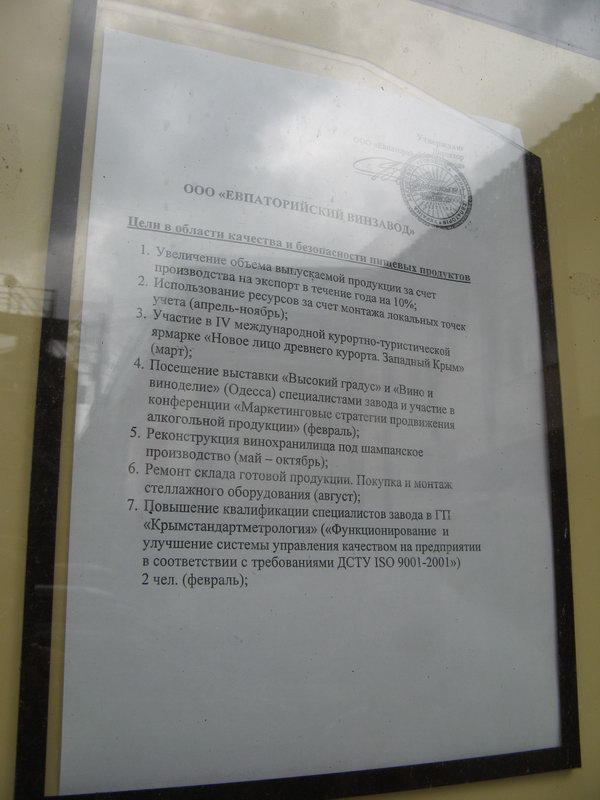 Утверждаю
ООО «Евпаторий
Директор
ООО «ЕВПАТОРИЙСКИЙ ВИНЗАВОД»
Цели в области качества и безопасности пищевых продуктов
1. Увеличение объема выпускаемой продукции за счет
производства на экспорт в течение года на 10%;
2. Использование ресурсов за счет монтажа локальных точек
учета (апрель-ноябрь);
3. Участие в IV международной курортно-туристической
ярмарке «Новое лицо древнего курорта. Западный Крым»
(март);
4. Посещение выставки «Высокий градус» и «Вино и
виноделие» (Одесса) специалистами завода и участие в
конференции «Маркетинговые стратегии продвижения
алкогольной продукции» (февраль);
5. Реконструкция винохранилища под шампанское
производство (май – октябрь);
6. Ремонт склада готовой продукции. Покупка и монтаж
стеллажного оборудования (август);
7. Повышение квалификации специалистов завода в ГП
«Крымстандартметрология» («Функционирование и
улучшение системы управления качеством на предприятии
в соответствии с требованиями ДСТУ ISO 9001-2001»)
2 чел. (февраль);